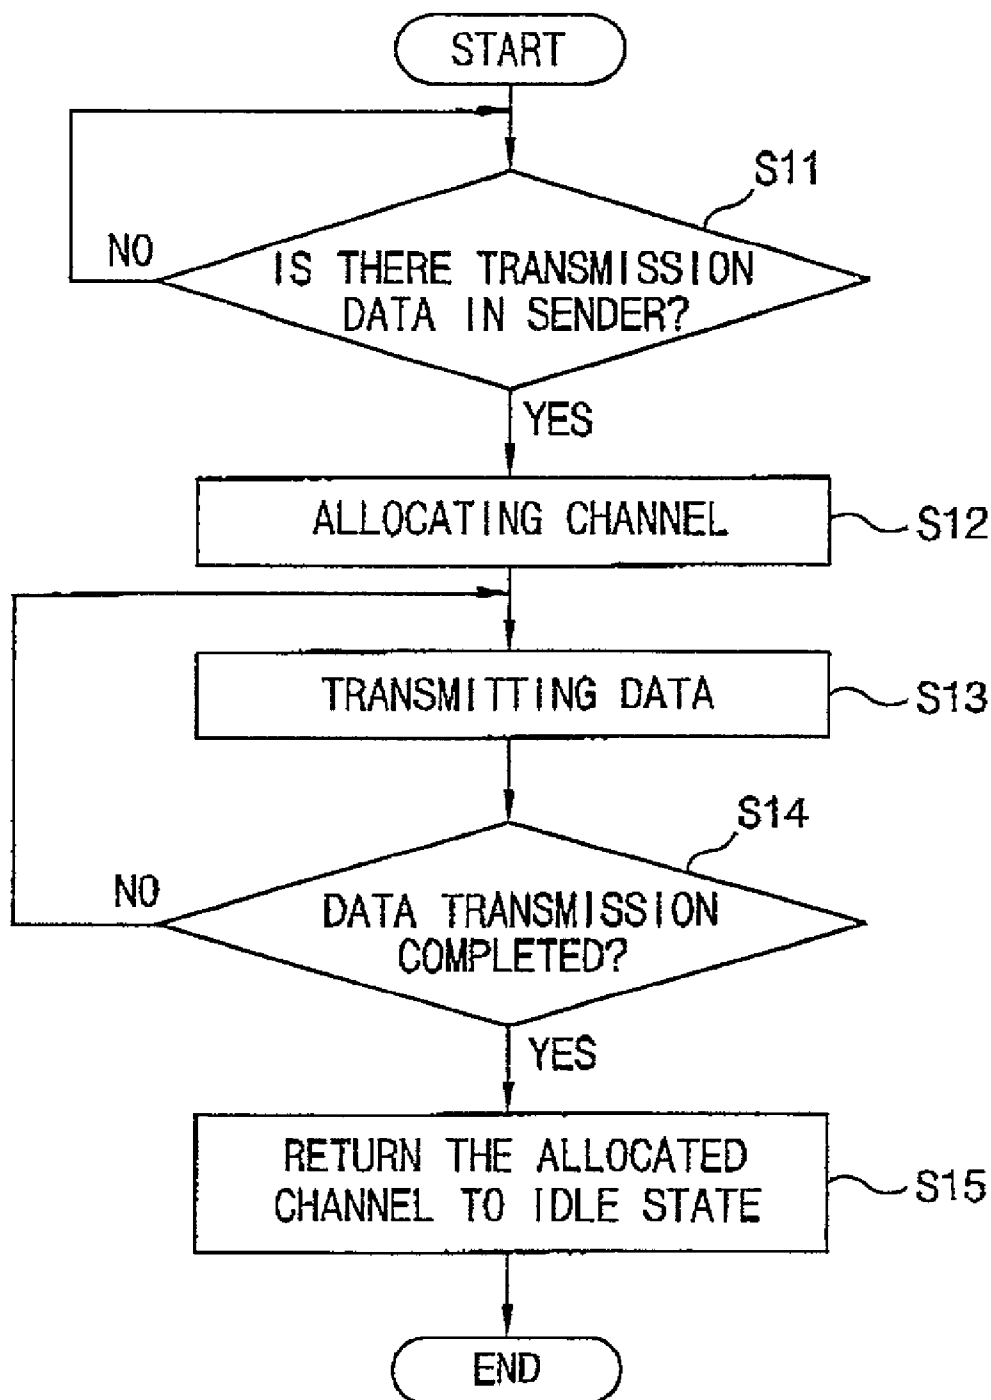 START
S11
NO
IS THERE TRANSMISSION
DATA IN SENDER?
YES
ALLOCATING CHANNEL
S12
TRANSMITTING DATA
S13
S14
NO
DATA TRANSMISSION
COMPLETED?
YES
RETURN THE ALLOCATED
CHANNEL TO IDLE STATE
S15
END